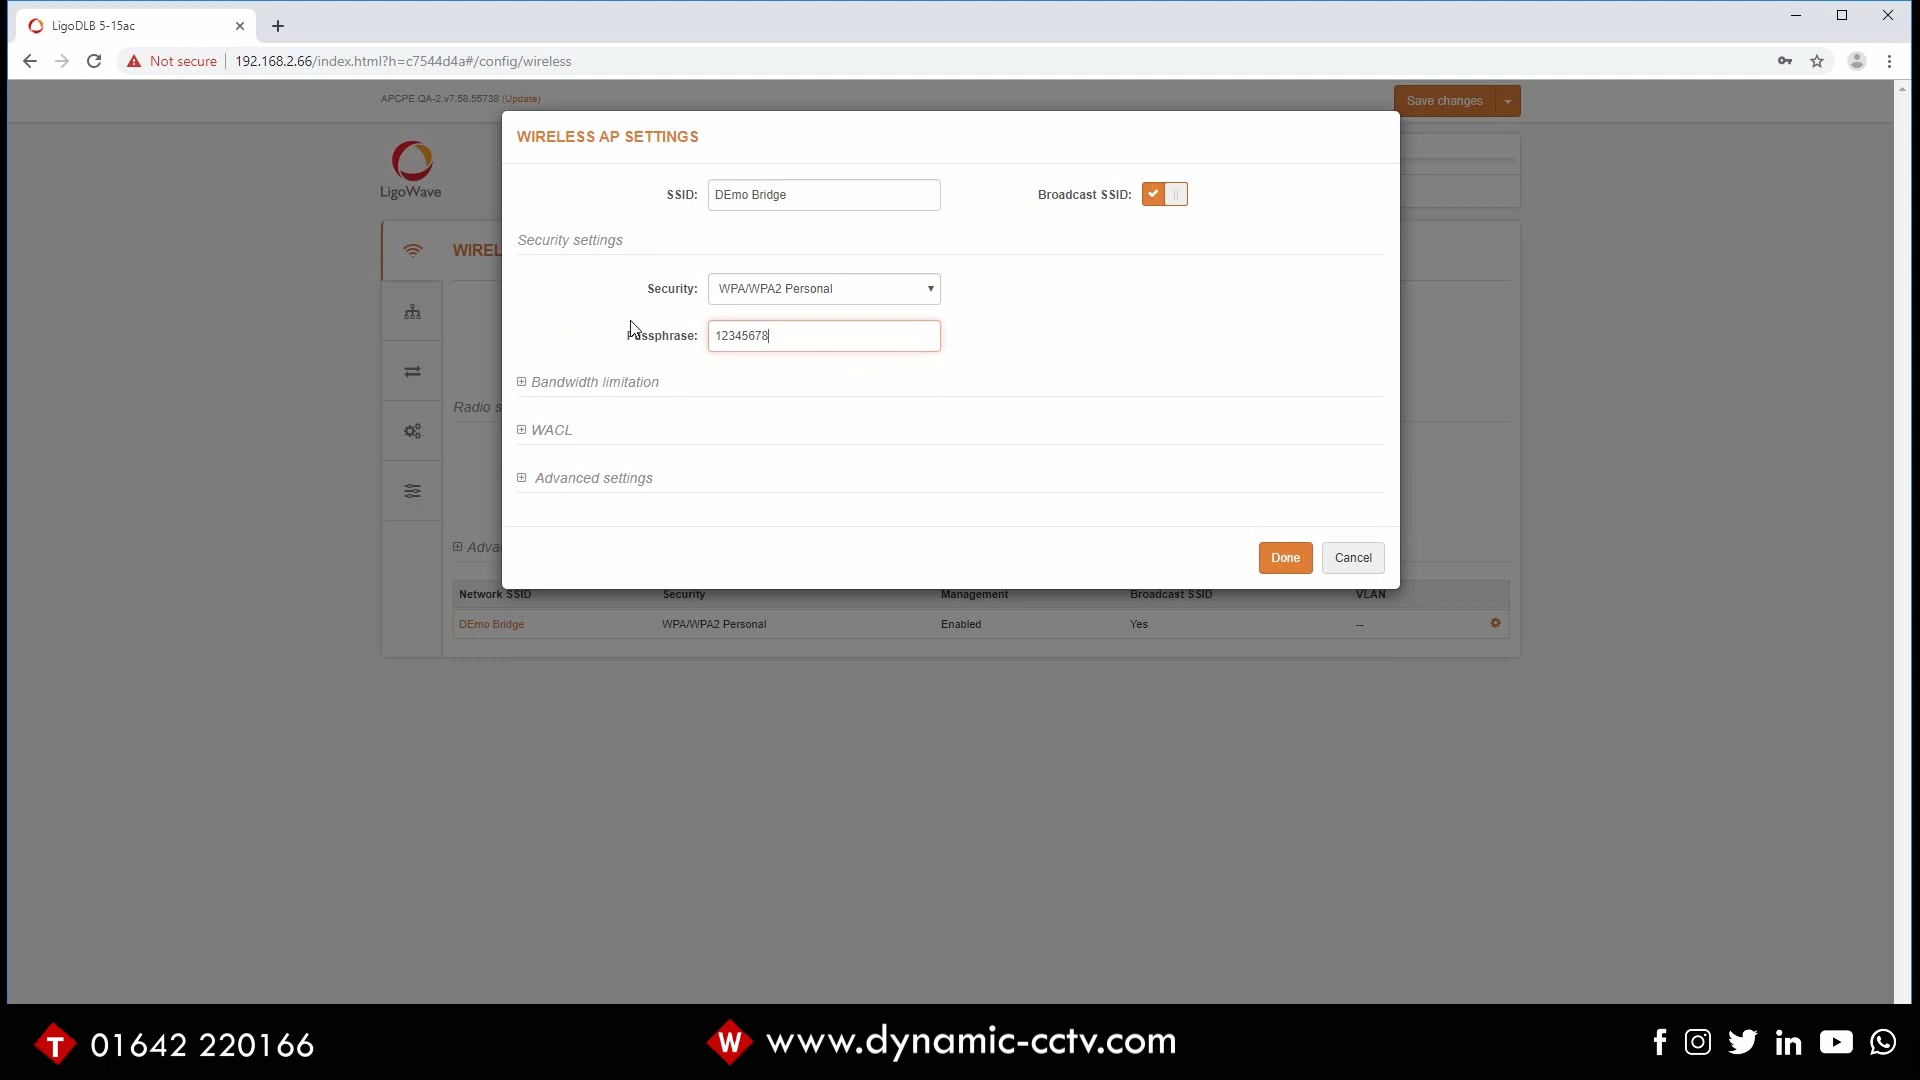 LigoDLB 5-15ac
Not secure 192.168.2.66/index.html?h=c7544d4a#/config/wireless
APCPE.QA-2.v7.58.55738 (Update)
Save changes
LigoWave
WIREL
WIRELESS AP SETTINGS
SSID: DEmo Bridge Broadcast SSID:
Security settings
Security: WPA/WPA2 Personal
Passphrase: 12345678
Bandwidth limitation
Radio s
WACL
Advanced settings
Adva
Done Cancel
Network SSID Security Management Broadcast SSID VLAN
DEmo Bridge WPA/WPA2 Personal Enabled Yes --
T 01642 220166
W www.dynamic-cctv.com